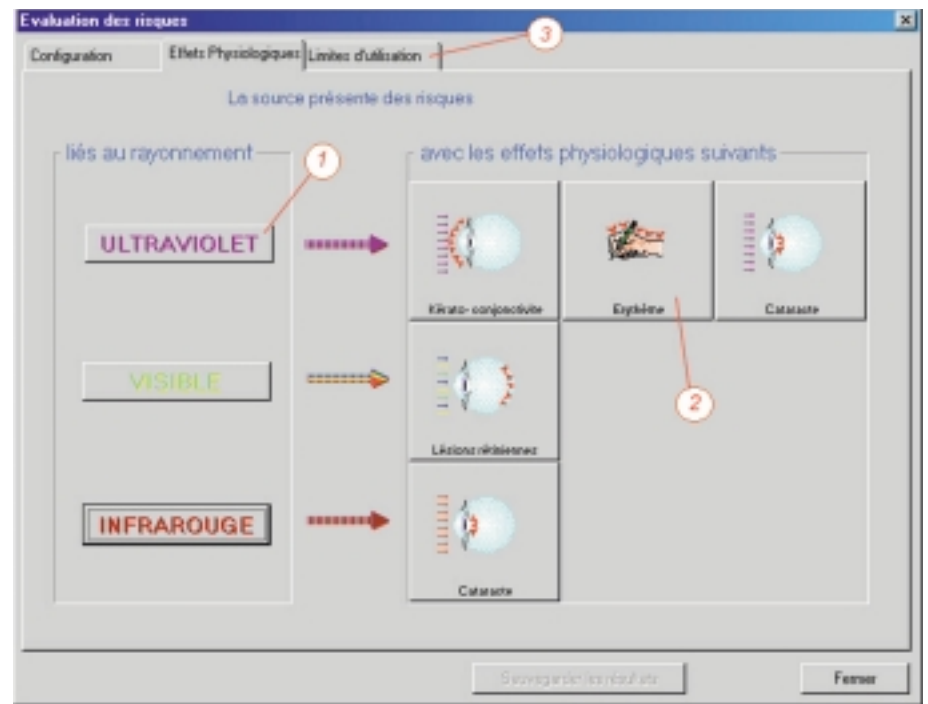 Evaluation des risques
3
Configuration
Effets Physiologiques
Limites d'utilisation
La source présente des risques
liés au rayonnement
1
avec les effets physiologiques suivants
ULTRAVIOLET
Kérato- conjonctivite
Erythème
Cataracte
VISIBLE
2
Lésions rétiniennes
INFRAROUGE
Cataracte
Sauvegarder les résultats
Fermer